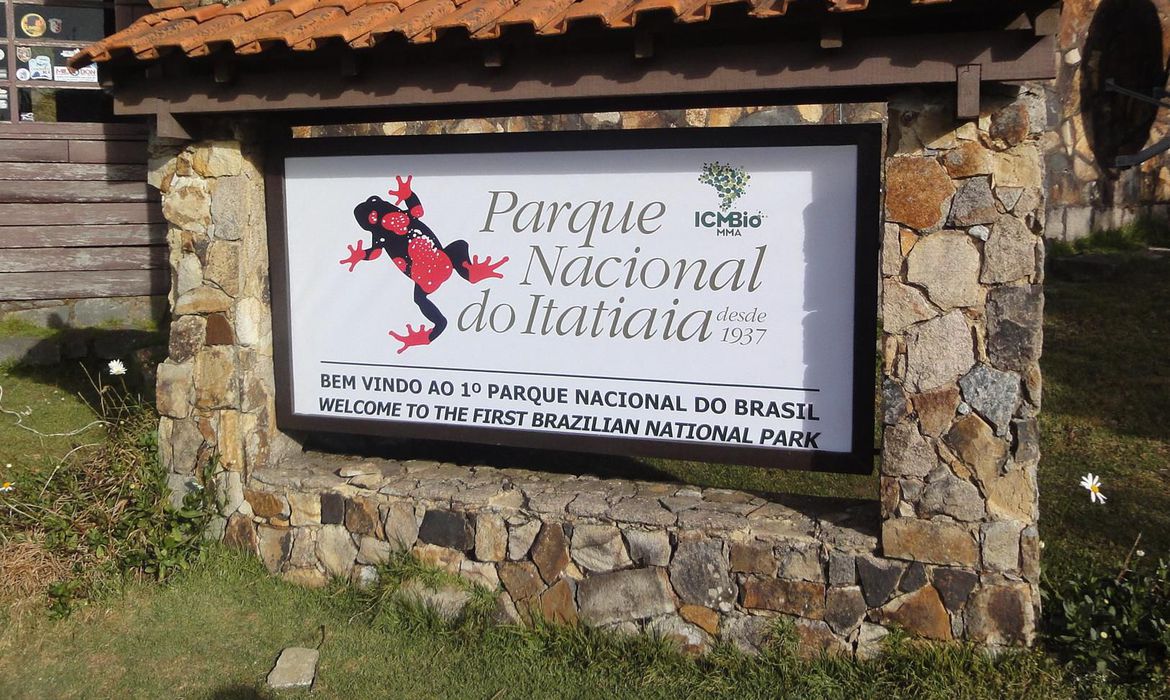 Parque
Nacional
do Itatiaia
desde
1937
ICMBio
MMA
BEM VINDO AO 1º PARQUE NACIONAL DO BRASIL
WELCOME TO THE FIRST BRAZILIAN NATIONAL PARK